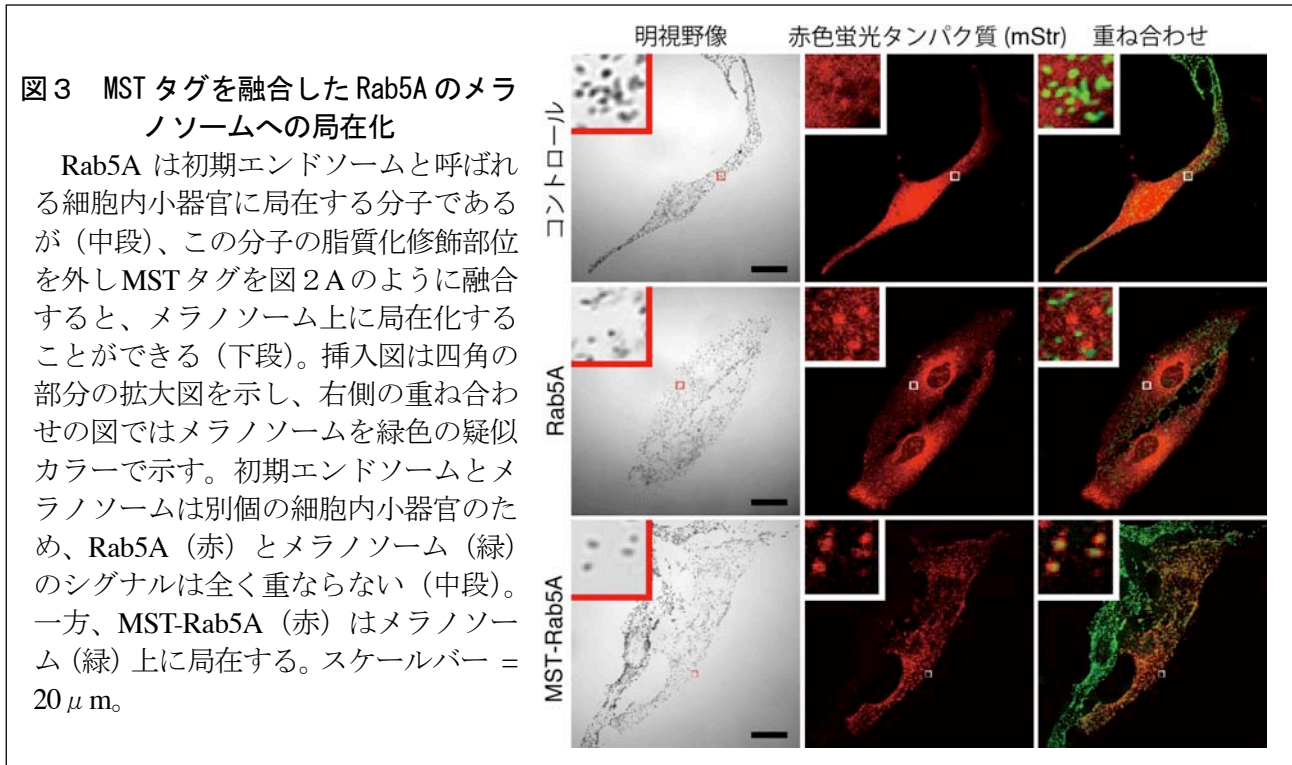 図３　MST タグを融合した Rab5A のメラ
ノソームへの局在化
Rab5A は初期エンドソームと呼ばれ
る細胞内小器官に局在する分子である
が（中段）、この分子の脂質化修飾部位
を外し MST タグを図２A のように融合
すると、メラノソーム上に局在化する
ことができる（下段）。挿入図は四角の
部分の拡大図を示し、右側の重ね合わ
せの図ではメラノソームを緑色の疑似
カラーで示す。初期エンドソームとメ
ラノソームは別個の細胞内小器官のた
め、Rab5A（赤）とメラノソーム（緑）
のシグナルは全く重ならない（中段）。
一方、MST-Rab5A（赤）はメラノソー
ム（緑）上に局在する。スケールバー =
20μm。
明視野像
赤色蛍光タンパク質 (mStr)
重ね合わせ
コントロール
Rab5A
MST-Rab5A